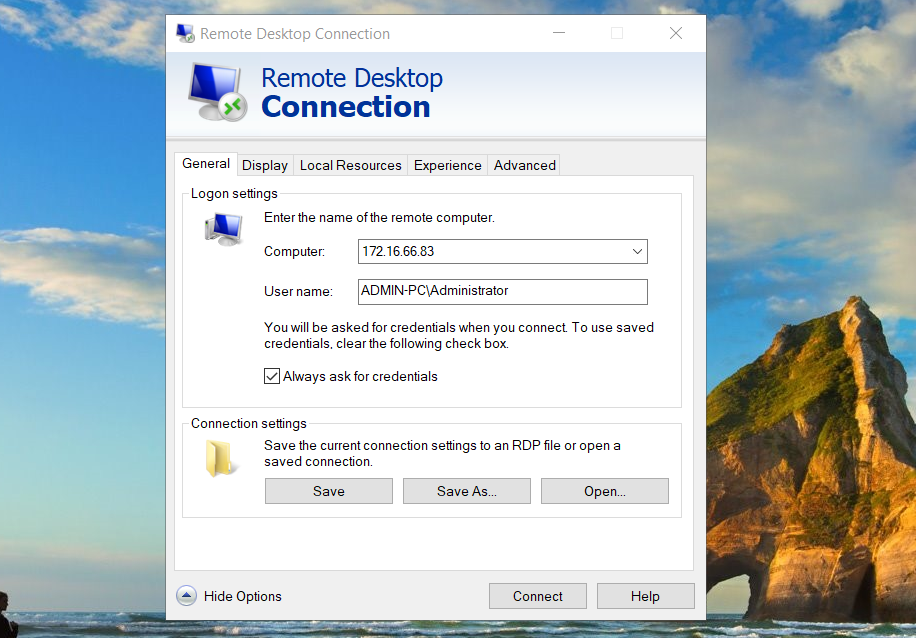 Remote Desktop Connection
Remote Desktop
Connection
General Display Local Resources Experience Advanced
Logon settings
Enter the name of the remote computer.
Computer: 172.16.66.83
User name: ADMIN-PC\Administrator
You will be asked for credentials when you connect. To use saved
credentials, clear the following check box.
Always ask for credentials
Connection settings
Save the current connection settings to an RDP file or open a
saved connection.
Save Save As... Open...
Hide Options Connect Help